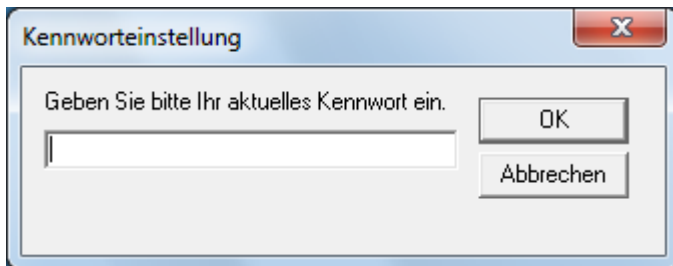 Kennworteinstellung
Geben Sie bitte Ihr aktuelles Kennwort ein.
OK
Abbrechen